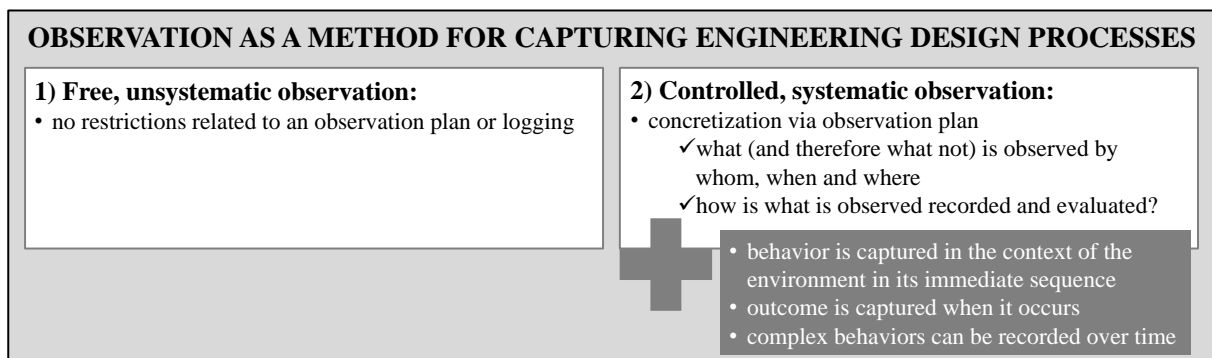 OBSERVATION AS A METHOD FOR CAPTURING ENGINEERING DESIGN PROCESSES
1) Free, unsystematic observation:
• no restrictions related to an observation plan or logging
2) Controlled, systematic observation:
• concretization via observation plan
✓what (and therefore what not) is observed by
whom, when and where
✓how is what is observed recorded and evaluated?
• behavior is captured in the context of the
environment in its immediate sequence
• outcome is captured when it occurs
• complex behaviors can be recorded over time